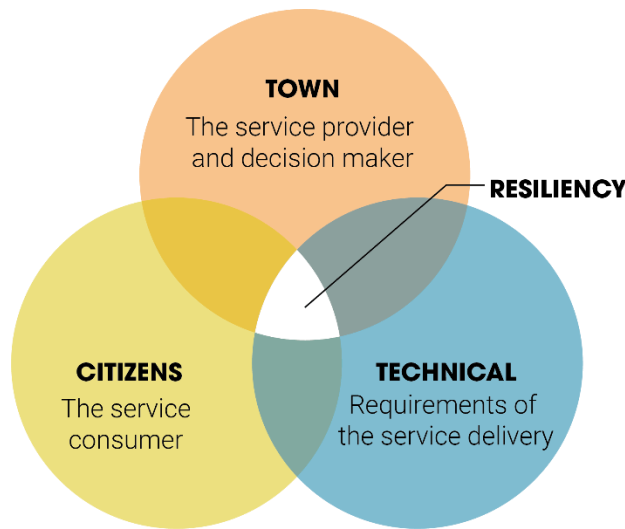 TOWN
The service provider
and decision maker
RESILIENCY
CITIZENS
The service
consumer
TECHNICAL
Requirements of
the service delivery